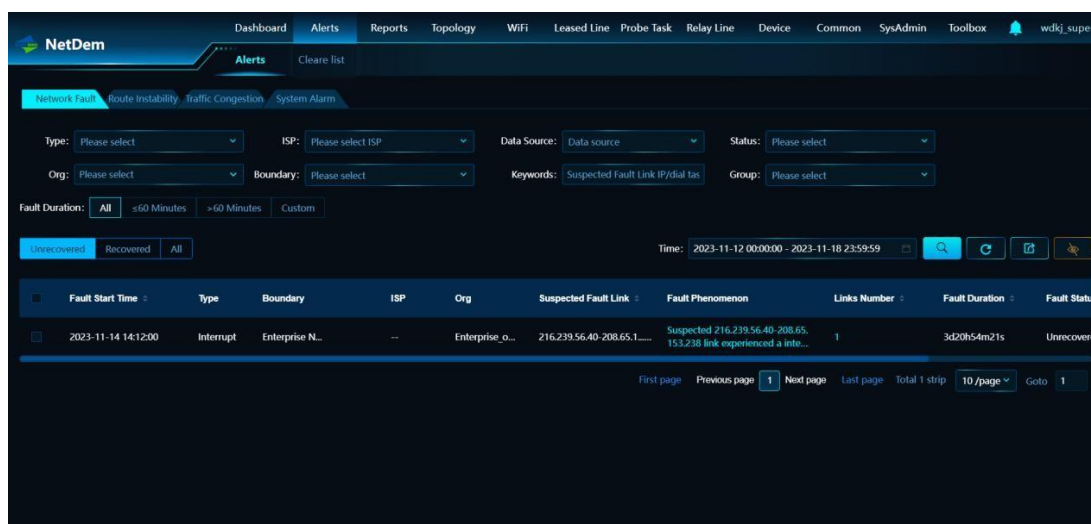 NetDem
Dashboard Alerts Reports Topology WiFi Leased Line Probe Task Relay Line Device Common SysAdmin Toolbox wdkj_supe
Alerts Cleare list
Network Fault Route Instability Traffic Congestion System Alarm
Type: Please select ISP: Please select ISP Data Source: Data source Status: Please select
Org: Please select Boundary: Please select Keywords: Suspected Fault Link IP/dial tas Group: Please select
Fault Duration: All ≤60 Minutes >60 Minutes Custom
Unrecovered Recovered All Time: 2023-11-12 00:00:00 - 2023-11-18 23:59:59
Fault Start Time Type Boundary ISP Org Suspected Fault Link Fault Phenomenon Links Number Fault Duration Fault Statu
2023-11-14 14:12:00 Interrupt Enterprise N... -- Enterprise_o... 216.239.56.40-208.65.1...... Suspected 216.239.56.40-208.65. 1 3d20h54m21s Unrecover
153.238 link experienced a inte...
First page Previous page 1 Next page Last page Total 1 strip 10 /page Goto 1